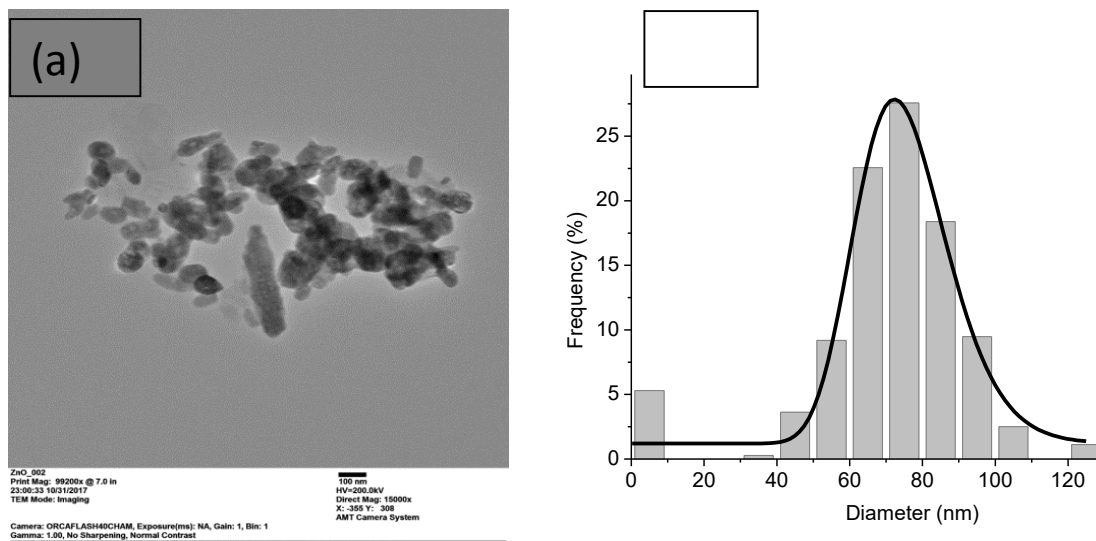 (a)
ZnO_002
Print Mag: 99200x @ 7.0 in
23:00:33 10/31/2017
TEM Mode: Imaging
100 nm
HV=200.0kV
Direct Mag: 15000x
X: -355 Y: 308
AMT Camera System
Camera: ORCAFLASH40CHAM, Exposure(ms): NA, Gain: 1, Bin: 1
Gamma: 1.00, No Sharpening, Normal Contrast
Frequency (%)
25
20
15
10
5
0
0 20 40 60 80 100 120
Diameter (nm)